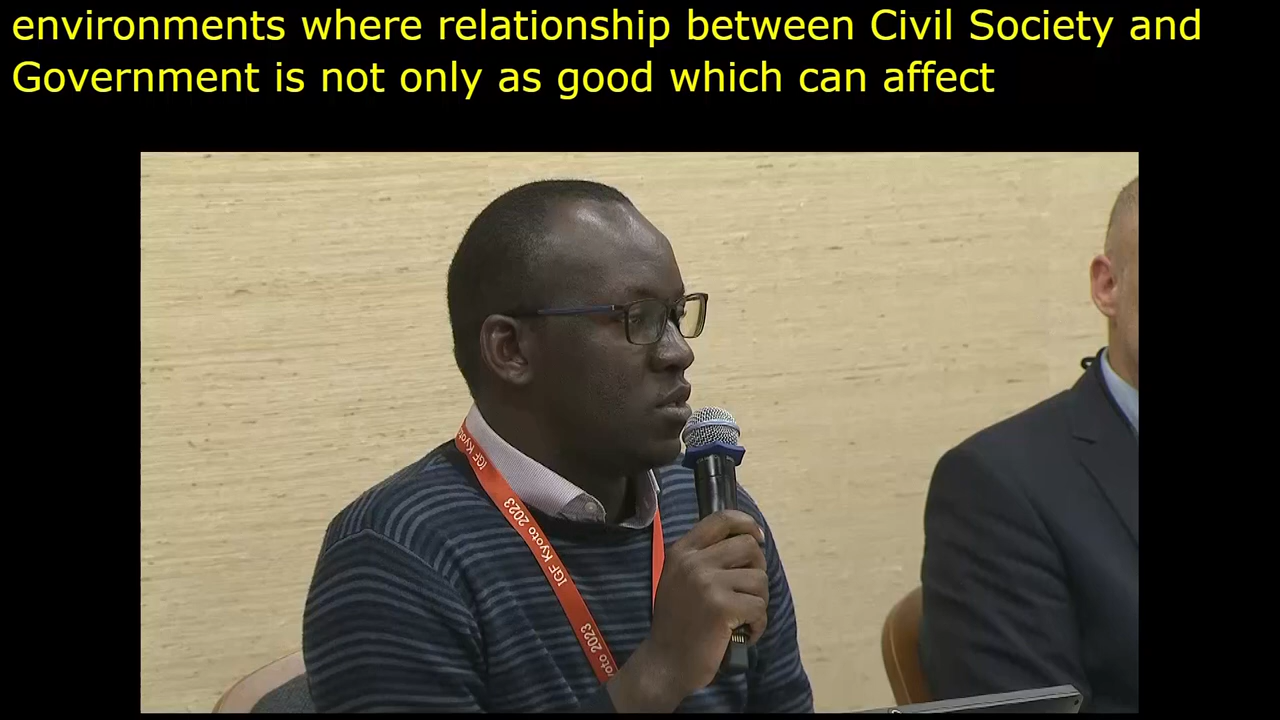 environments where relationship between Civil Society and
Government is not only as good which can affect
IGF Kyoto
2023
IGF Kyoto 2023
2023